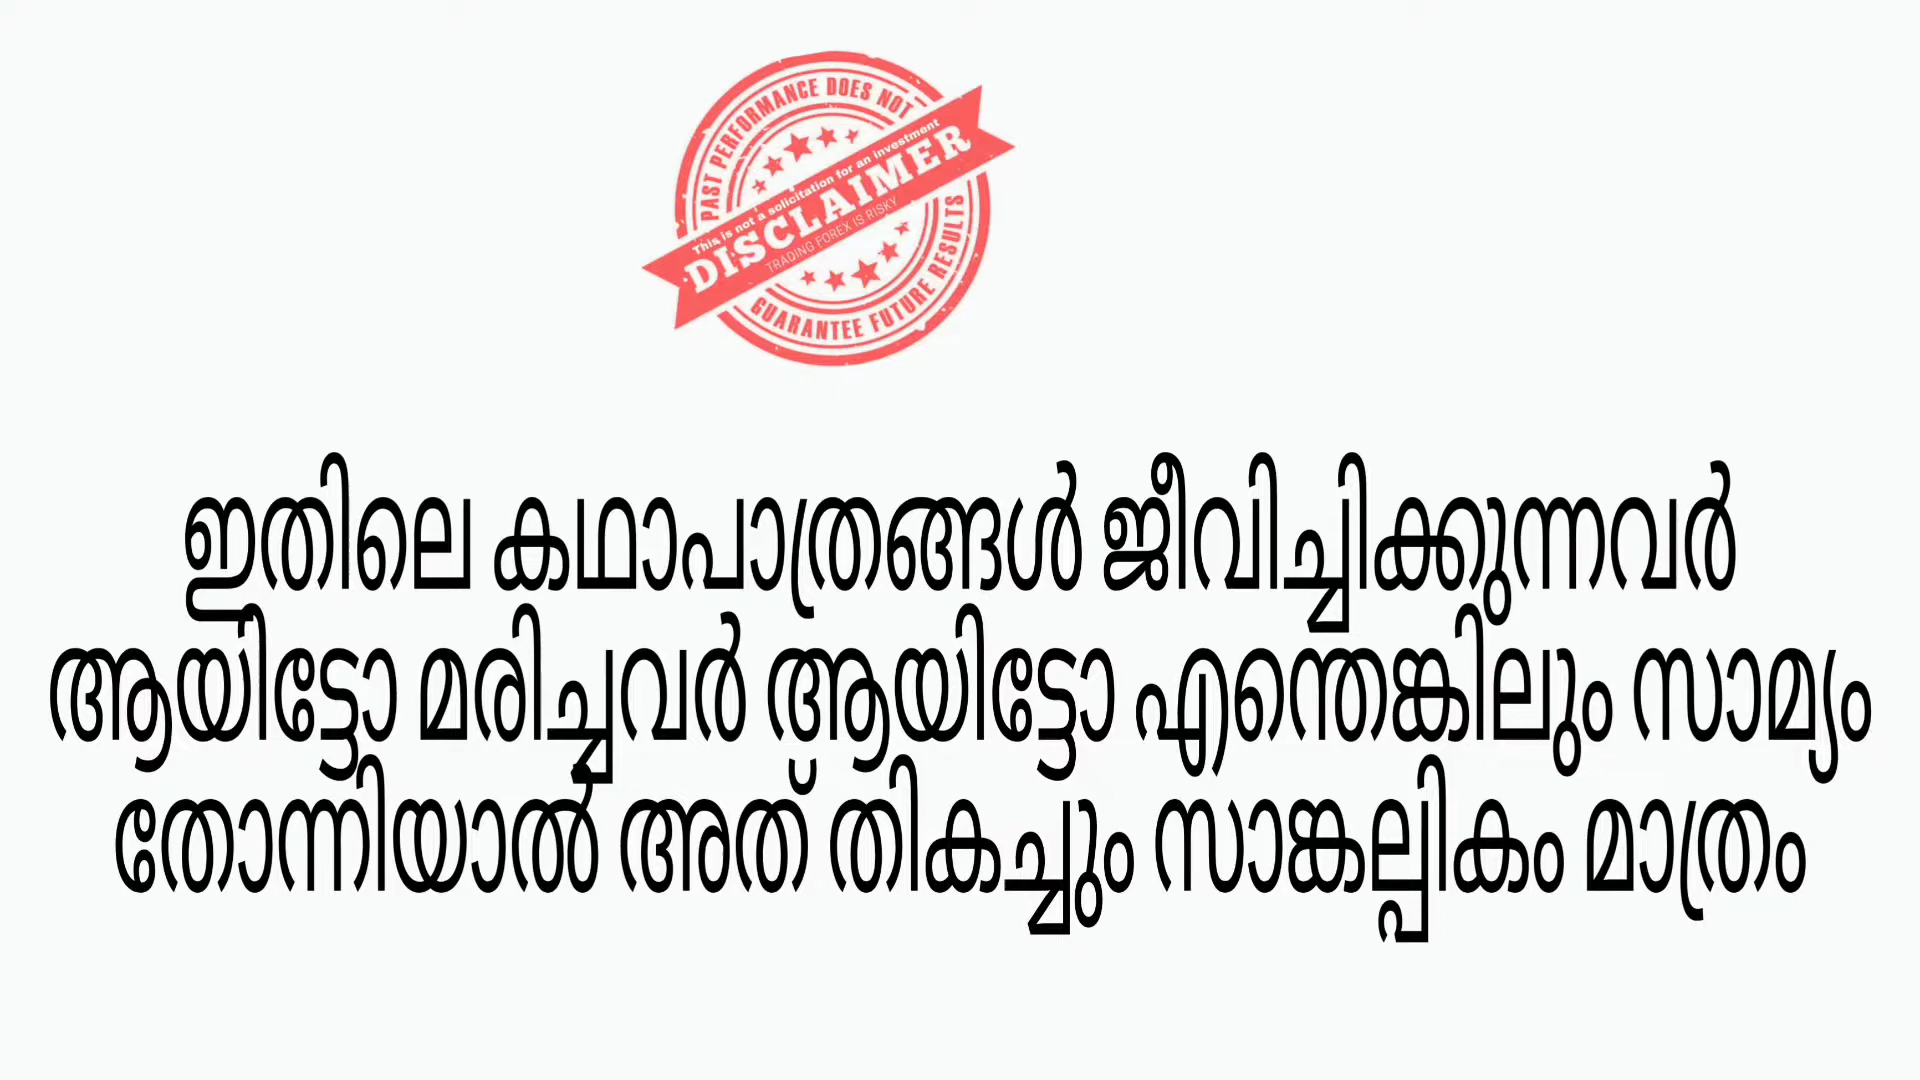 PAST PERFORMANCE DOES NOT
This is not a solicitation for an investment
DISCLAIMER
TRADING FOREX IS RISKY
GUARANTEE FUTURE RESULTS
ഇതിലെ കഥാപാത്രങ്ങൾ ജീവിച്ചിക്കുന്നവർ
ആയിട്ടോ മരിച്ചവർ ആയിട്ടോ എന്തെങ്കിലും സാമ്യം
തോന്നിയാൽ അത് തികച്ചും സാങ്കല്പികം മാത്രം